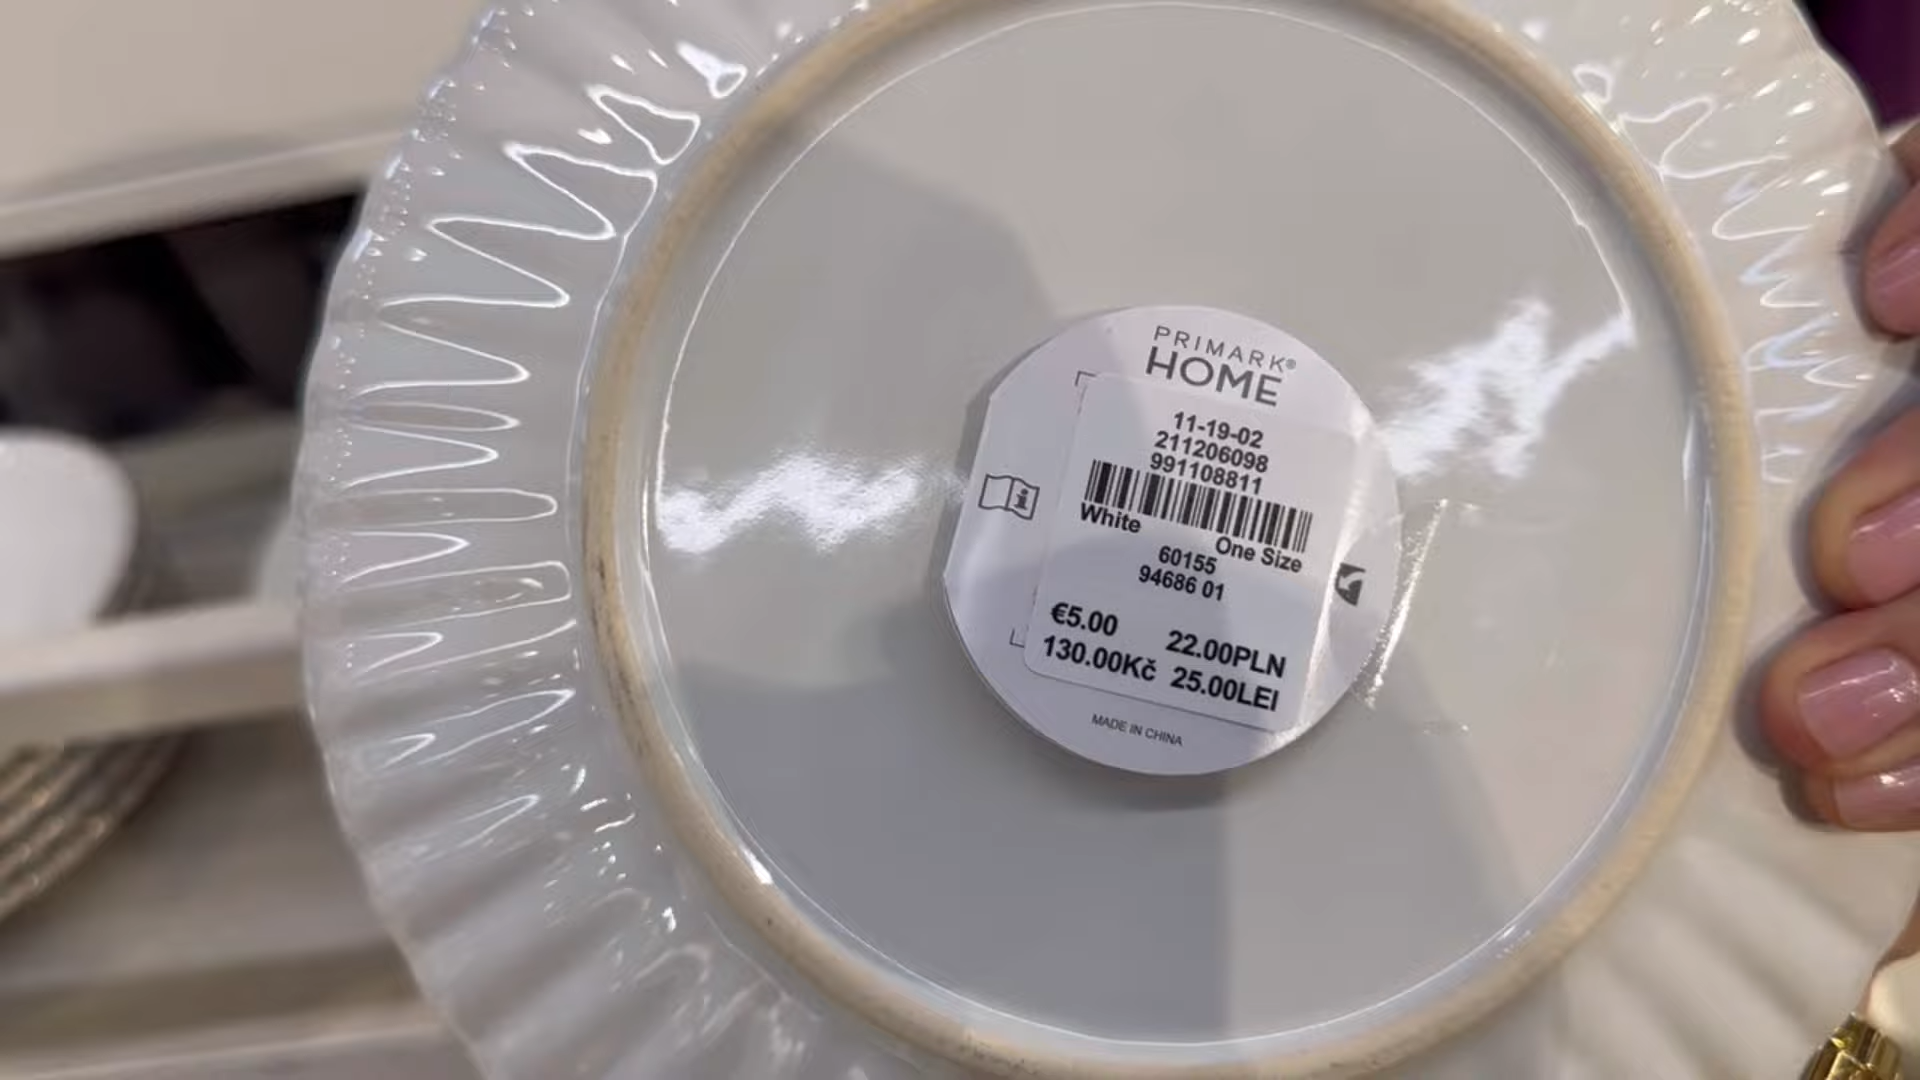 PRIMARK®
HOME
11-19-02
211206098
991108811
White
One Size
60155
94686 01
€5.00 22.00PLN
130.00Kč 25.00LEI
MADE IN CHINA